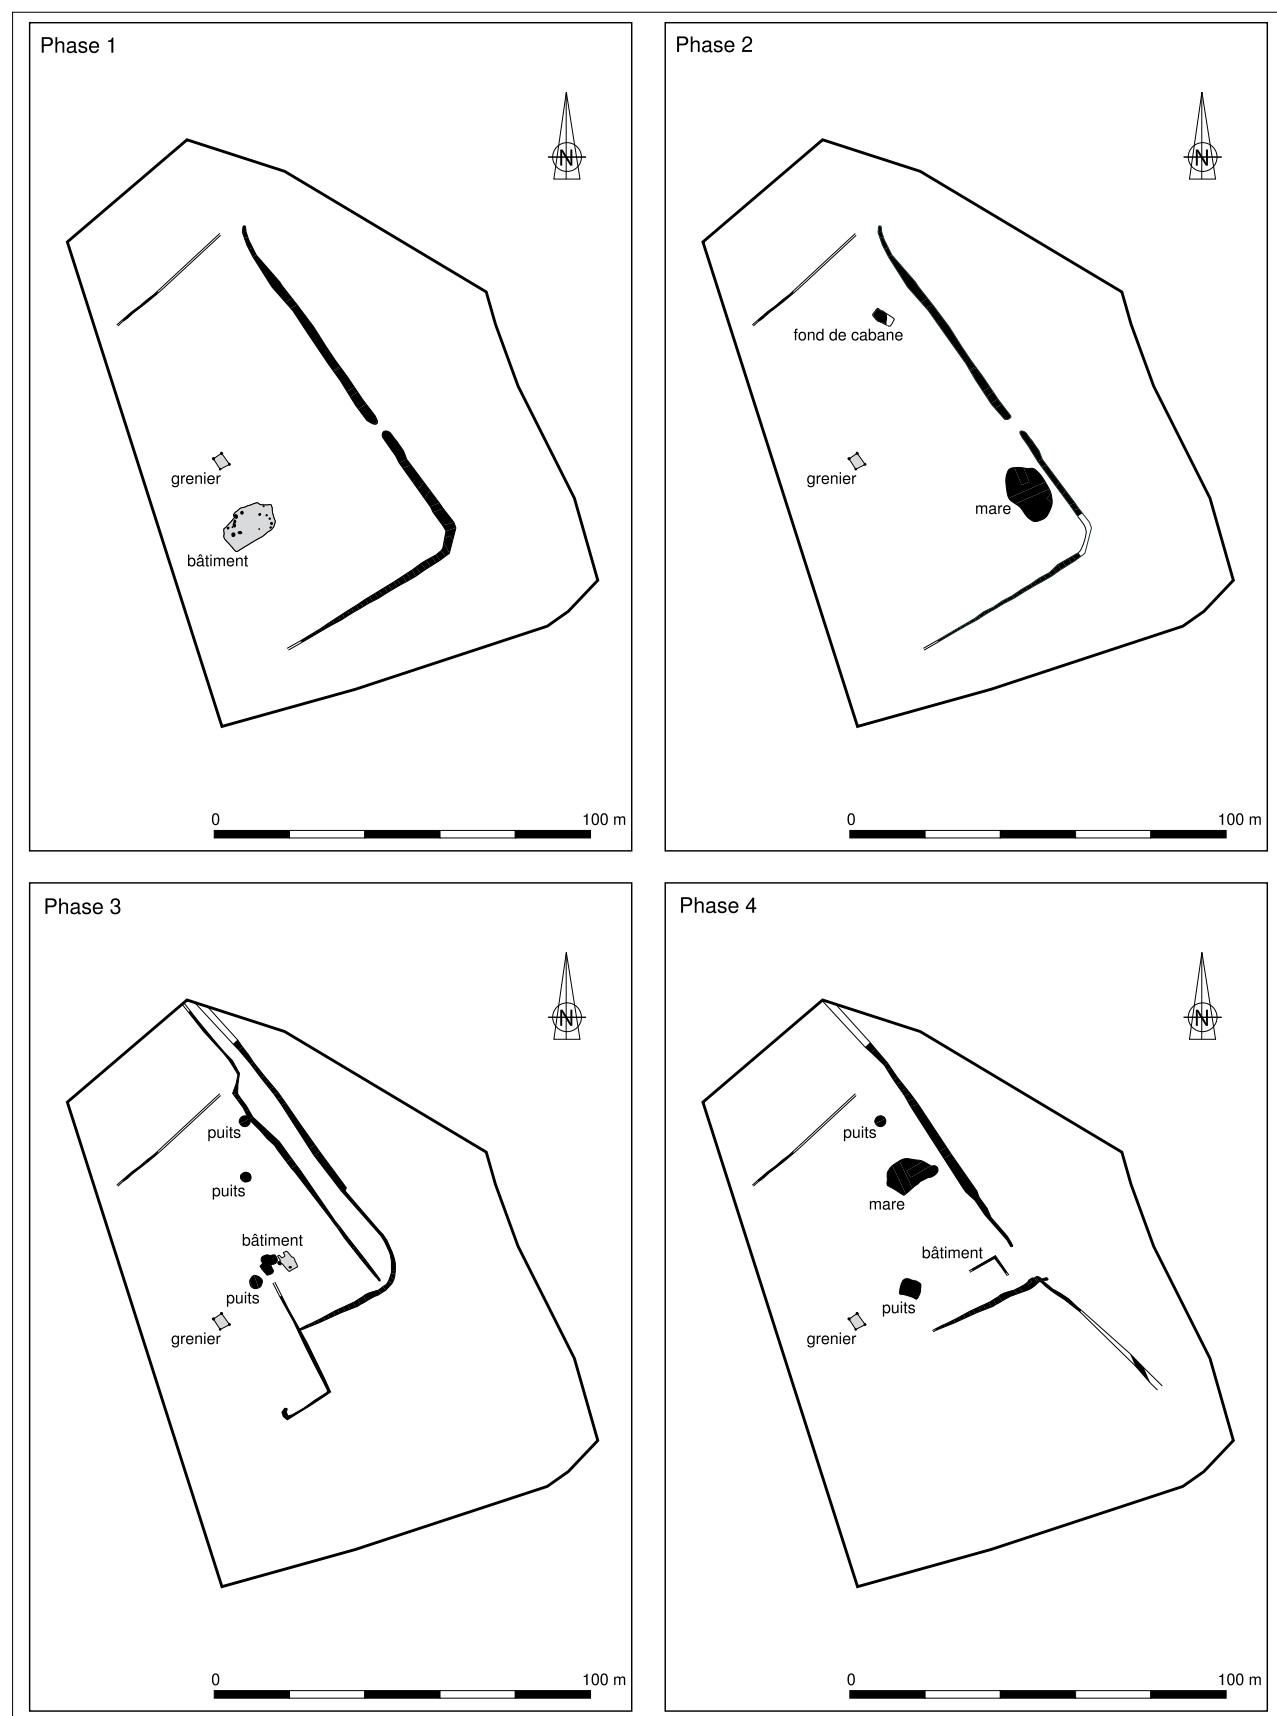 Phase 1
N
grenier
bâtiment
0 100 m
Phase 2
N
fond de cabane
grenier
mare
0 100 m
Phase 3
N
puits
puits
bâtiment
puits
grenier
0 100 m
Phase 4
N
puits
mare
bâtiment
puits
grenier
0 100 m